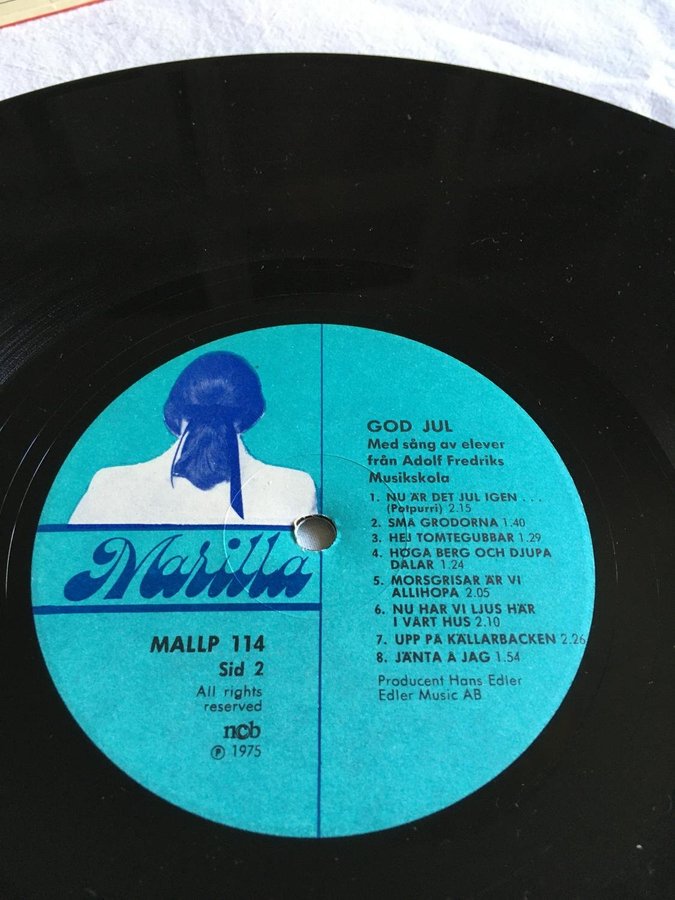 Marilla
MALLP 114
Sid 2
All rights
reserved
ncb
Ⓟ 1975
GOD JUL
Med sång av elever
från Adolf Fredriks
Musikskola
1. NU ÄR DET JUL IGEN . . .
(Potpurri) 2.15
2. SMÅ GRODORNA 1.40
3. HEJ TOMTEGUBBAR 1.29
4. HÖGA BERG OCH DJUPA
DALAR 1.24
5. MORSGRISAR ÄR VI
ALLIHOPA 2.05
6. NU HAR VI LJUS HÄR
I VÅRT HUS 2.10
7. UPP PÅ KÄLLARBACKEN 2.26
8. JÄNTA Å JAG 1.54
Producent Hans Edler
Edler Music AB